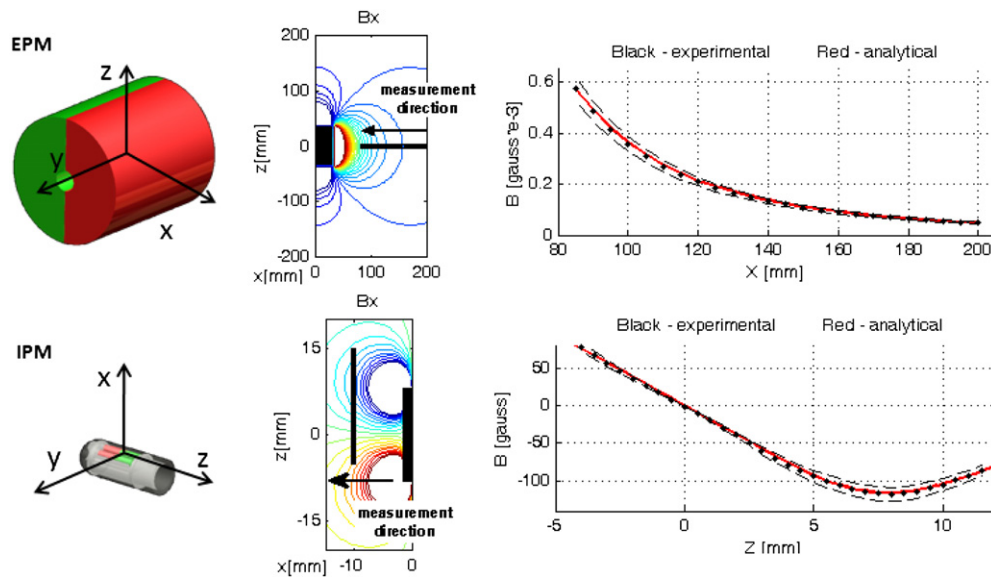 EPM
z
y
x
Bx
200
100
0
-100
-200
z[mm]
measurement
direction
x[mm]
0
100
200
Black - experimental Red - analytical
0.6
0.4
0.2
0
B [gauss*e-3]
80 100 120 140 160 180 200
X [mm]
IPM
x
y
z
Bx
15
0
-15
z[mm]
measurement
direction
-20
x[mm] -10 0
Black - experimental Red - analytical
50
0
-50
-100
B [gauss]
-5 0 5 10
Z [mm]